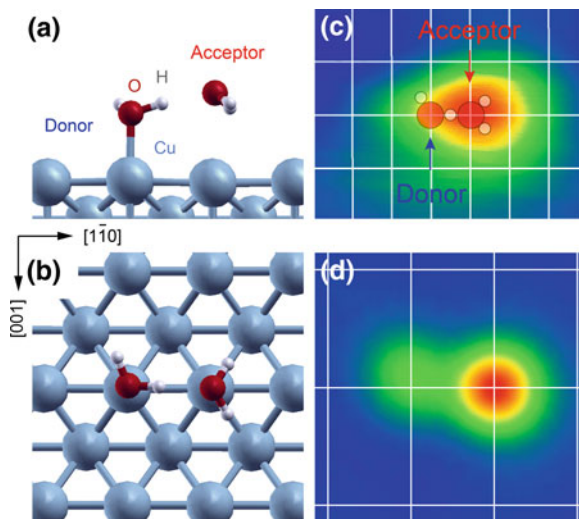 (a)
Acceptor
H
O
Donor
Cu
[11̄0]
[001]
(b)
(c)
Acceptor
Donor
(d)